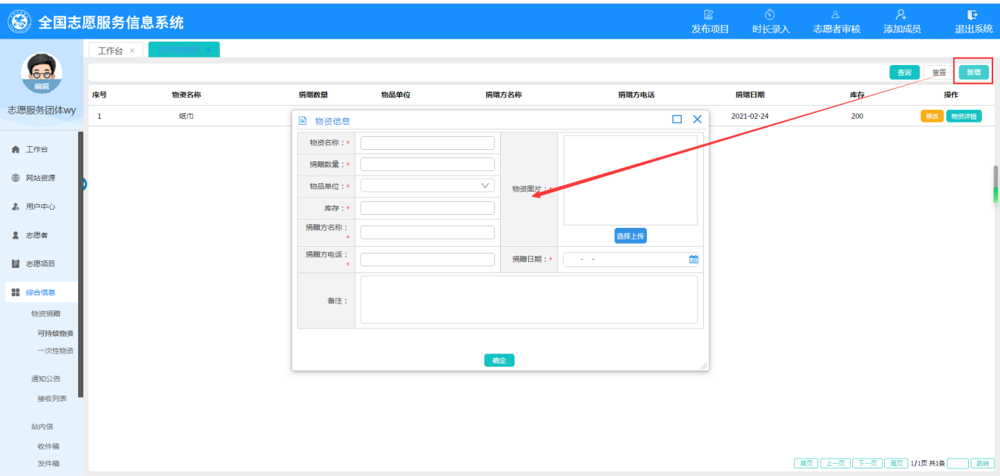 全国志愿服务信息系统
发布项目 时长录入 志愿者审核 添加成员 退出系统
工作台 × 可持续物资 ×
编辑
志愿服务团体wy
查询 重置 新增
序号 物资名称 捐赠数量 物品单位 捐赠方名称 捐赠方电话 捐赠日期 库存 操作
1 纸巾 2021-02-24 200 修改 物资详情
工作台
网站资源
用户中心
志愿者
志愿项目
综合信息
物资捐赠
可持续物资
一次性物资
通知公告
接收列表
站内信
收件箱
发件箱
物资信息
物资名称：*
捐赠数量：*
物品单位：*
库存：*
捐赠方名称：
*
物资图片：*
选择上传
捐赠方电话：
*
捐赠日期：* - -
备注：
确定
首页 上一页 下一页 尾页 1/1页 共1条 跳转